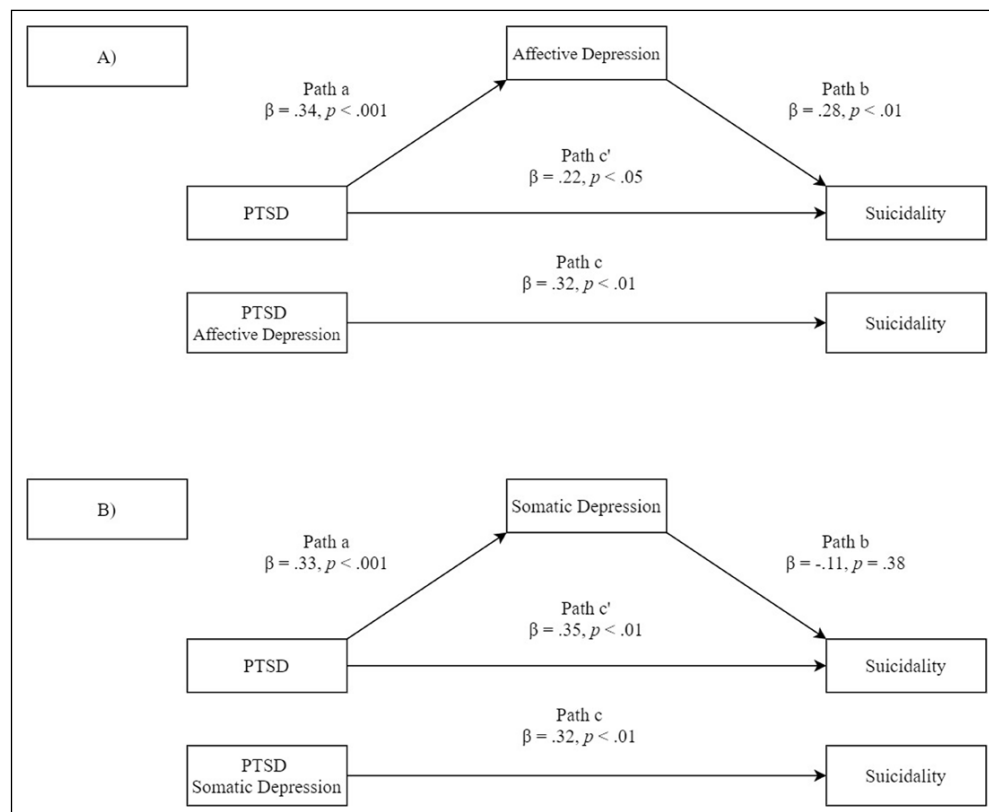 A)
Affective Depression
Path a
β = .34, p < .001
Path b
β = .28, p < .01
Path c'
β = .22, p < .05
PTSD
Suicidality
Path c
β = .32, p < .01
PTSD
Affective Depression
Suicidality
B)
Somatic Depression
Path a
β = .33, p < .001
Path b
β = -.11, p = .38
Path c'
β = .35, p < .01
PTSD
Suicidality
Path c
β = .32, p < .01
PTSD
Somatic Depression
Suicidality